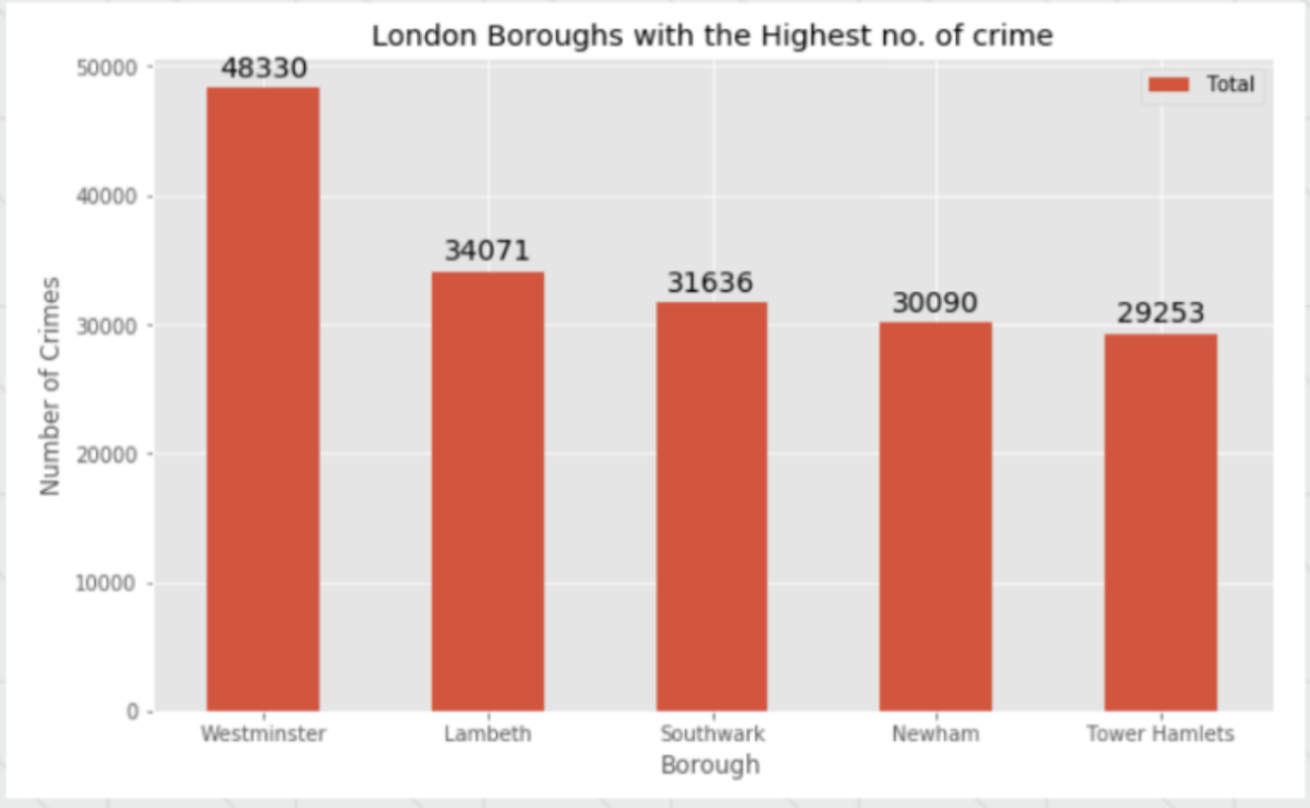 London Boroughs with the Highest no. of crime
50000
48330
Total
40000
34071
31636
30090
29253
30000
20000
10000
0
Number of Crimes
Westminster Lambeth Southwark Newham Tower Hamlets
Borough